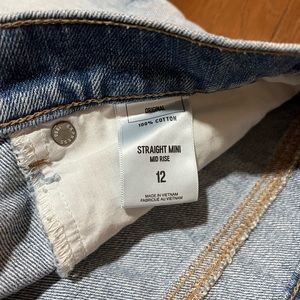 ORIGINAL
100% COTTON
STRAIGHT MINI
MID RISE
12
MADE IN VIETNAM
FABRIQUÉ AU VIETNAM